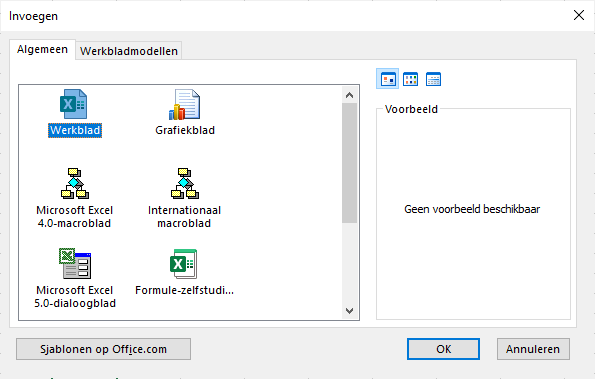 Invoegen
Algemeen
Werkbladmodellen
Werkblad
Grafiekblad
Voorbeeld
Microsoft Excel
4.0-macroblad
Internationaal
macroblad
Geen voorbeeld beschikbaar
Microsoft Excel
5.0-dialoogblad
Formule-zelfstudi...
Sjablonen op Office.com
OK
Annuleren